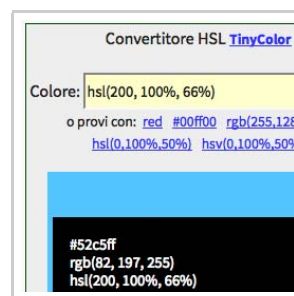 Convertitore HSL TinyColor
Colore: hsl(200, 100%, 66%)
o provi con: red #00ff00 rgb(255,128
hsl(0,100%,50%) hsv(0,100%,50%
#52c5ff
rgb(82, 197, 255)
hsl(200, 100%, 66%)